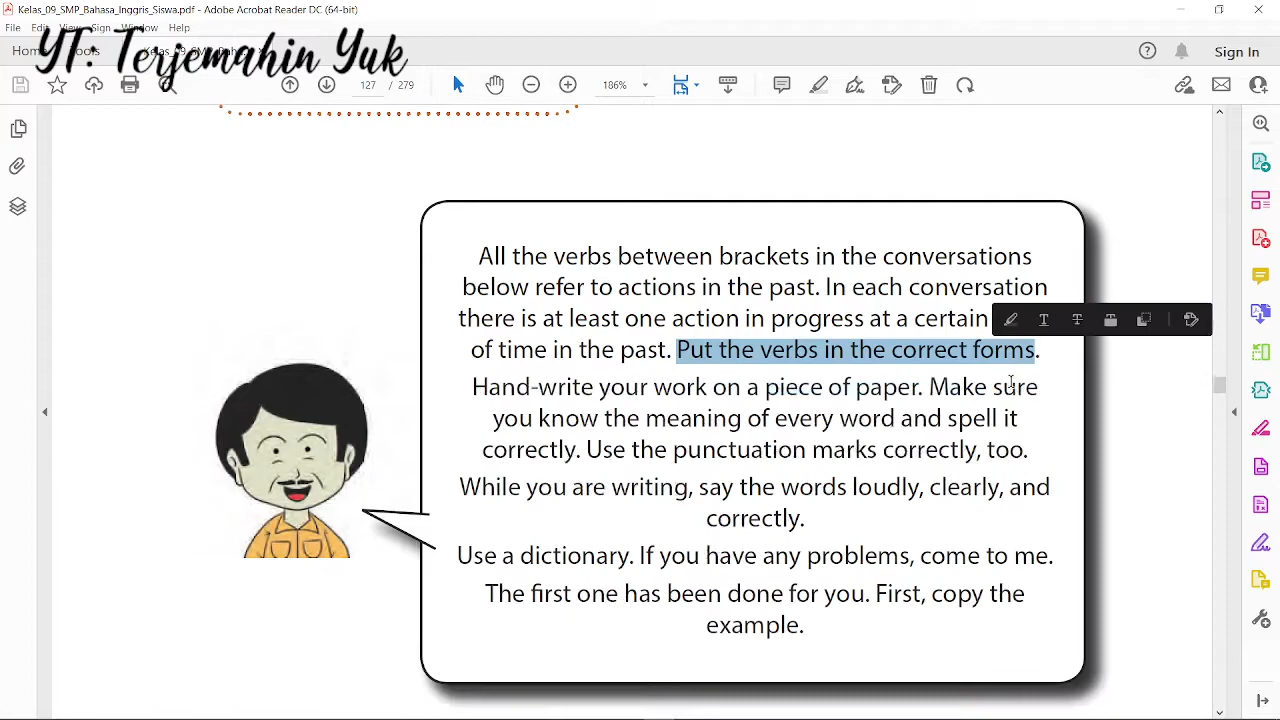 Kelas_09_SMP_Bahasa_Inggris_Siswa.pdf - Adobe Acrobat Reader DC (64-bit)
File Edit View Sign Window Help
YT: Terjemahin Yuk
Sign In
127 / 279
186%
All the verbs between brackets in the conversations
below refer to actions in the past. In each conversation
there is at least one action in progress at a certain
of time in the past. Put the verbs in the correct forms.
Hand-write your work on a piece of paper. Make sure
you know the meaning of every word and spell it
correctly. Use the punctuation marks correctly, too.
While you are writing, say the words loudly, clearly, and
correctly.
Use a dictionary. If you have any problems, come to me.
The first one has been done for you. First, copy the
example.